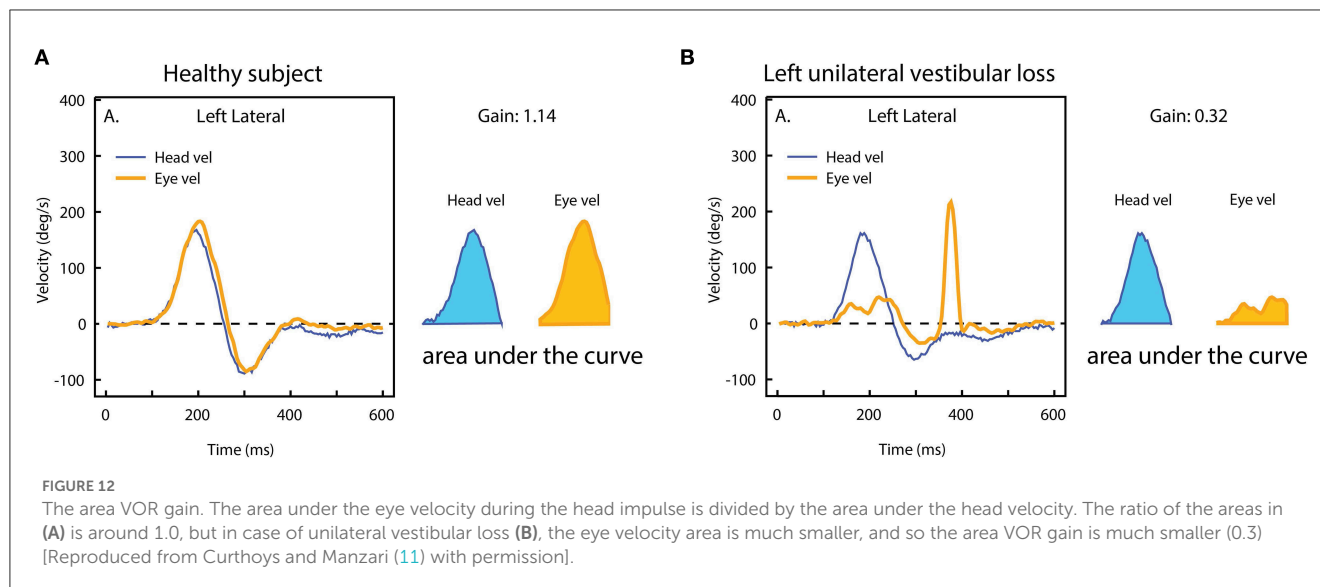 A
Healthy subject
Velocity (deg/s)
400
300
200
100
0
-100
A.
Left Lateral
Head vel
Eye vel
0
200
400
600
Time (ms)
Gain: 1.14
Head vel
Eye vel
area under the curve
B
Left unilateral vestibular loss
Velocity (deg/s)
400
300
200
100
0
-100
A.
Left Lateral
Head vel
Eye vel
0
200
400
600
Time (ms)
Gain: 0.32
Head vel
Eye vel
area under the curve
FIGURE 12
The area VOR gain. The area under the eye velocity during the head impulse is divided by the area under the head velocity. The ratio of the areas in
(A) is around 1.0, but in case of unilateral vestibular loss (B), the eye velocity area is much smaller, and so the area VOR gain is much smaller (0.3)
[Reproduced from Curthoys and Manzari (11) with permission].